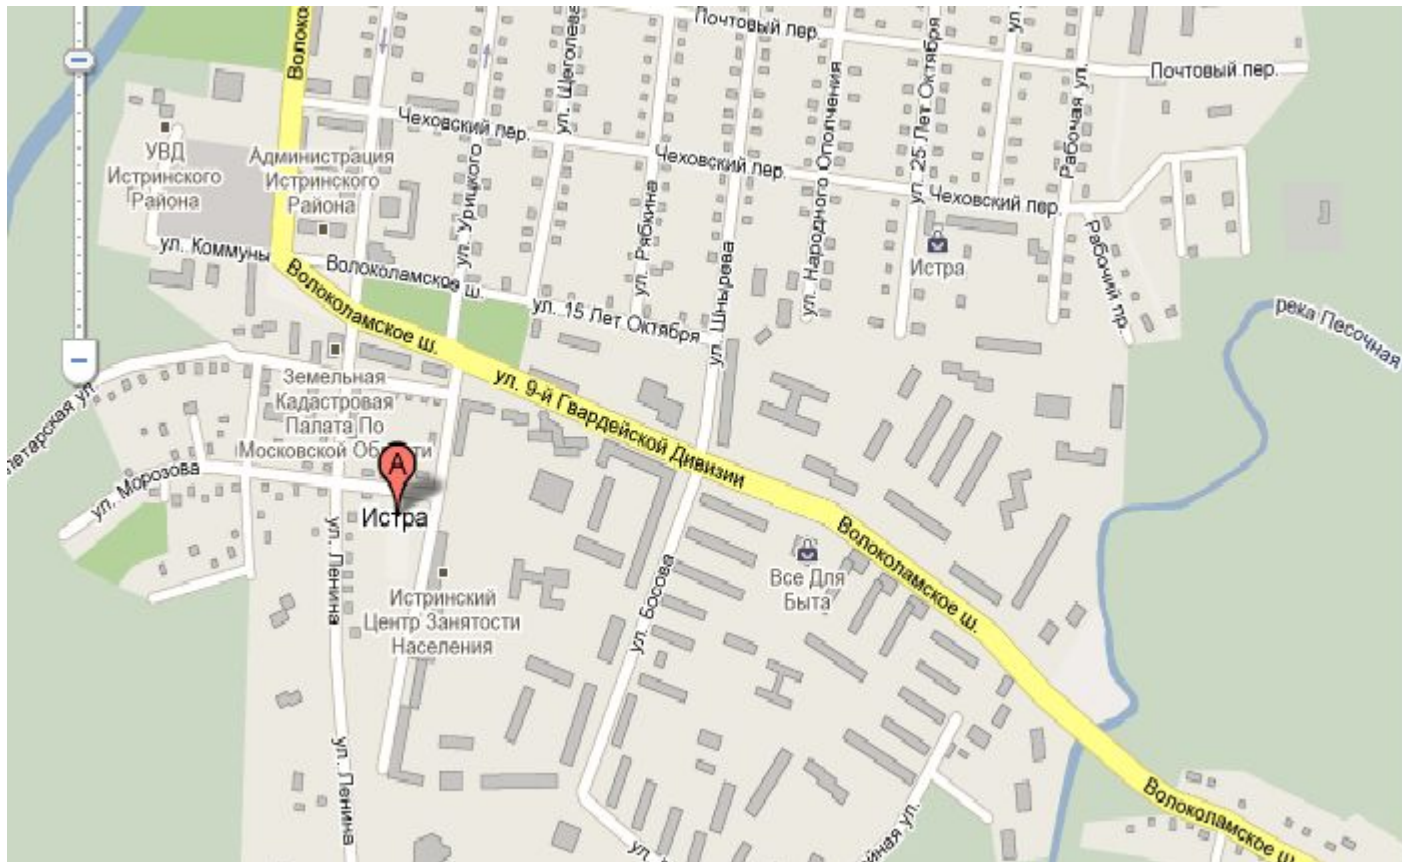 Почтовый пер.
Почтовый пер.
ул. Щеголева
ул. 25 Лет Октября
Рабочая ул.
ул.
Чеховский пер.
Чеховский пер.
Чеховский пер.
УВД
Истринского
Района
Администрация
Истринского
Района
ул. Урицкого
ул. Рябкина
ул. Шнырева
ул. Народного Ополчения
Истра
Рабочий пр.
ул. Коммуны
Волоколамское ш.
Волоколамское ш.
ул. 15 Лет Октября
река Песочная
Земельная
Кадастровая
Палата По
Московской
ул. 9-й Гвардейской Дивизии
ул. Морозова
A
Истра
ул. Ленина
Истринский
Центр Занятости
Населения
ул. Босова
Все Для
Быта
Волоколамское ш.
ул. Ленина
Волоколамское ш.
ул.